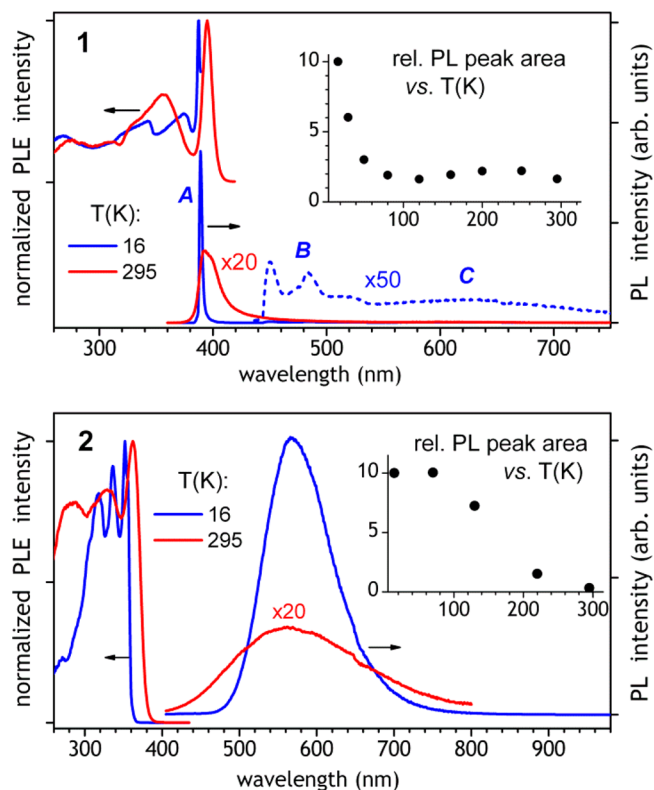 1
normalized PLE intensity
PL intensity (arb. units)
rel. PL peak area
vs. T(K)
10
5
0
0 100 200 300
A
T(K):
16
295
x20
B
x50
C
300 400 500 600 700
wavelength (nm)
2
normalized PLE intensity
PL intensity (arb. units)
T(K):
16
295
rel. PL peak area
vs. T(K)
10
5
0
100 200 300
x20
300 400 500 600 700 800 900
wavelength (nm)